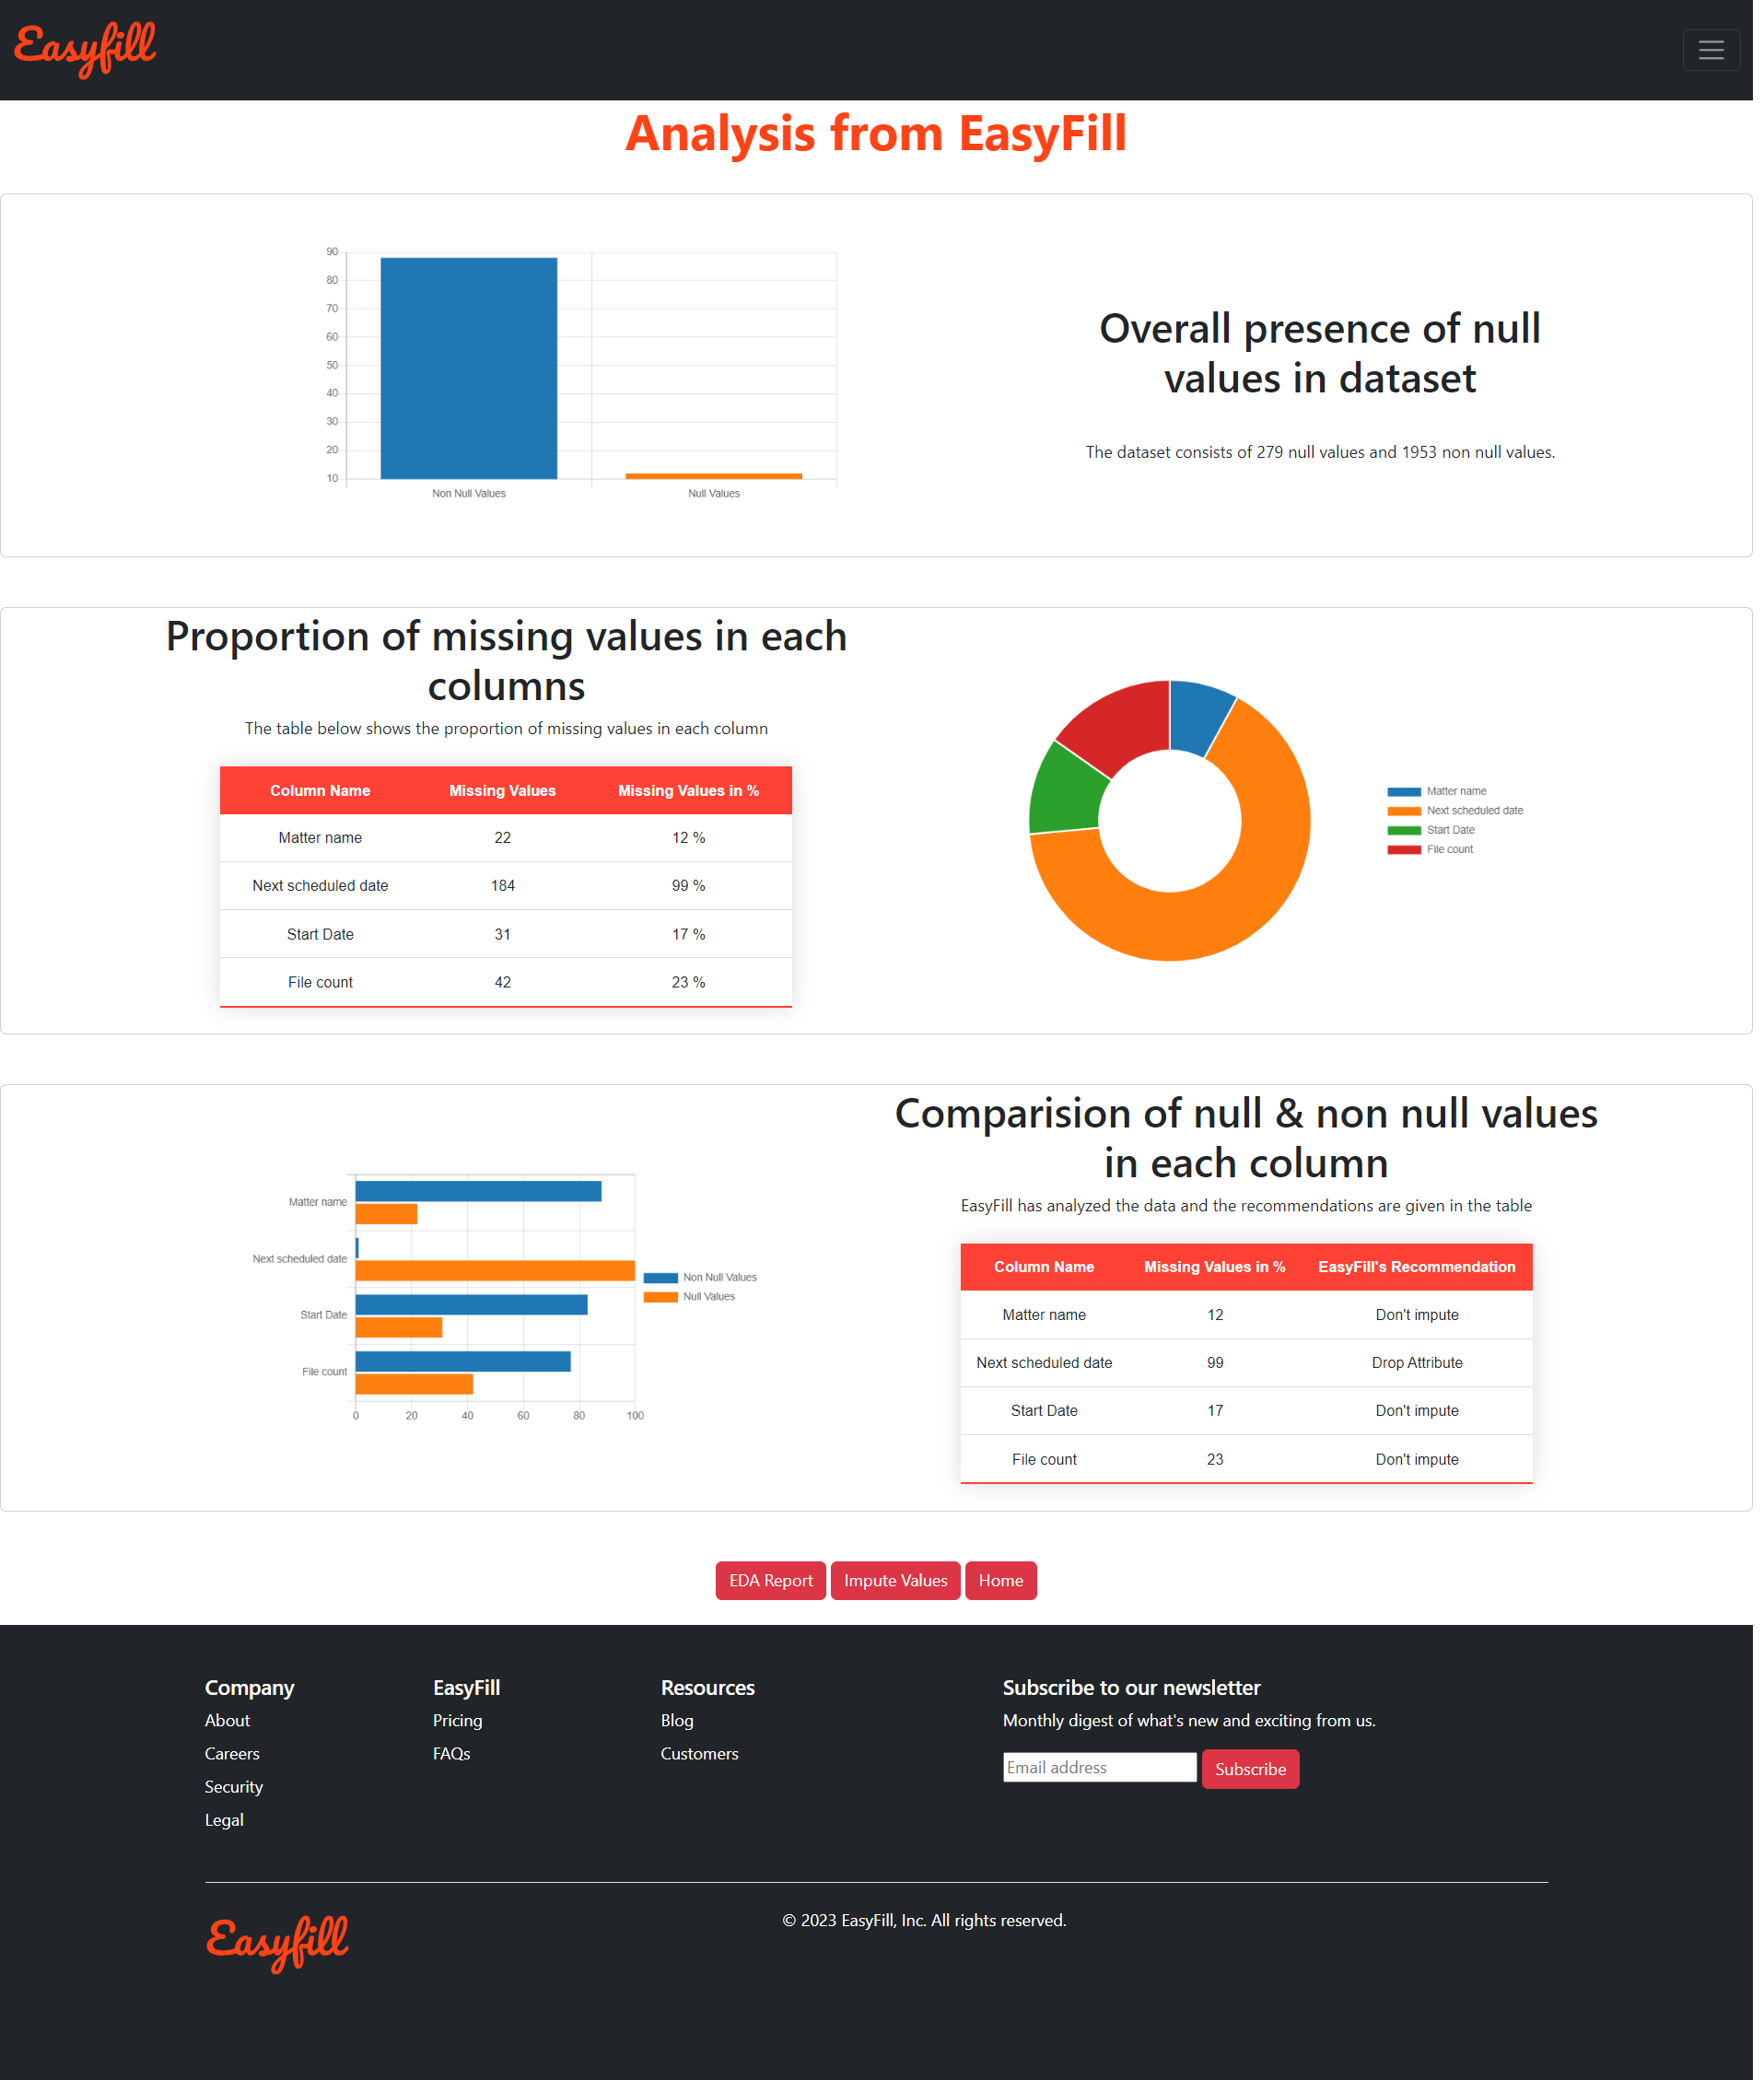 Easyfill
Analysis from EasyFill
90
80
70
60
50
40
30
20
10
Non Null Values
Null Values
Overall presence of null
values in dataset
The dataset consists of 279 null values and 1953 non null values.
Proportion of missing values in each
columns
The table below shows the proportion of missing values in each column
Column Name Missing Values Missing Values in %
Matter name 22 12 %
Next scheduled date 184 99 %
Start Date 31 17 %
File count 42 23 %
Matter name
Next scheduled date
Start Date
File count
Matter name
Next scheduled date
Start Date
File count
0 20 40 60 80 100
Non Null Values
Null Values
Comparision of null & non null values
in each column
EasyFill has analyzed the data and the recommendations are given in the table
Column Name Missing Values in % EasyFill's Recommendation
Matter name 12 Don't impute
Next scheduled date 99 Drop Attribute
Start Date 17 Don't impute
File count 23 Don't impute
EDA Report Impute Values Home
Company
About
Careers
Security
Legal
EasyFill
Pricing
FAQs
Resources
Blog
Customers
Subscribe to our newsletter
Monthly digest of what's new and exciting from us.
Email address Subscribe
Easyfill
© 2023 EasyFill, Inc. All rights reserved.